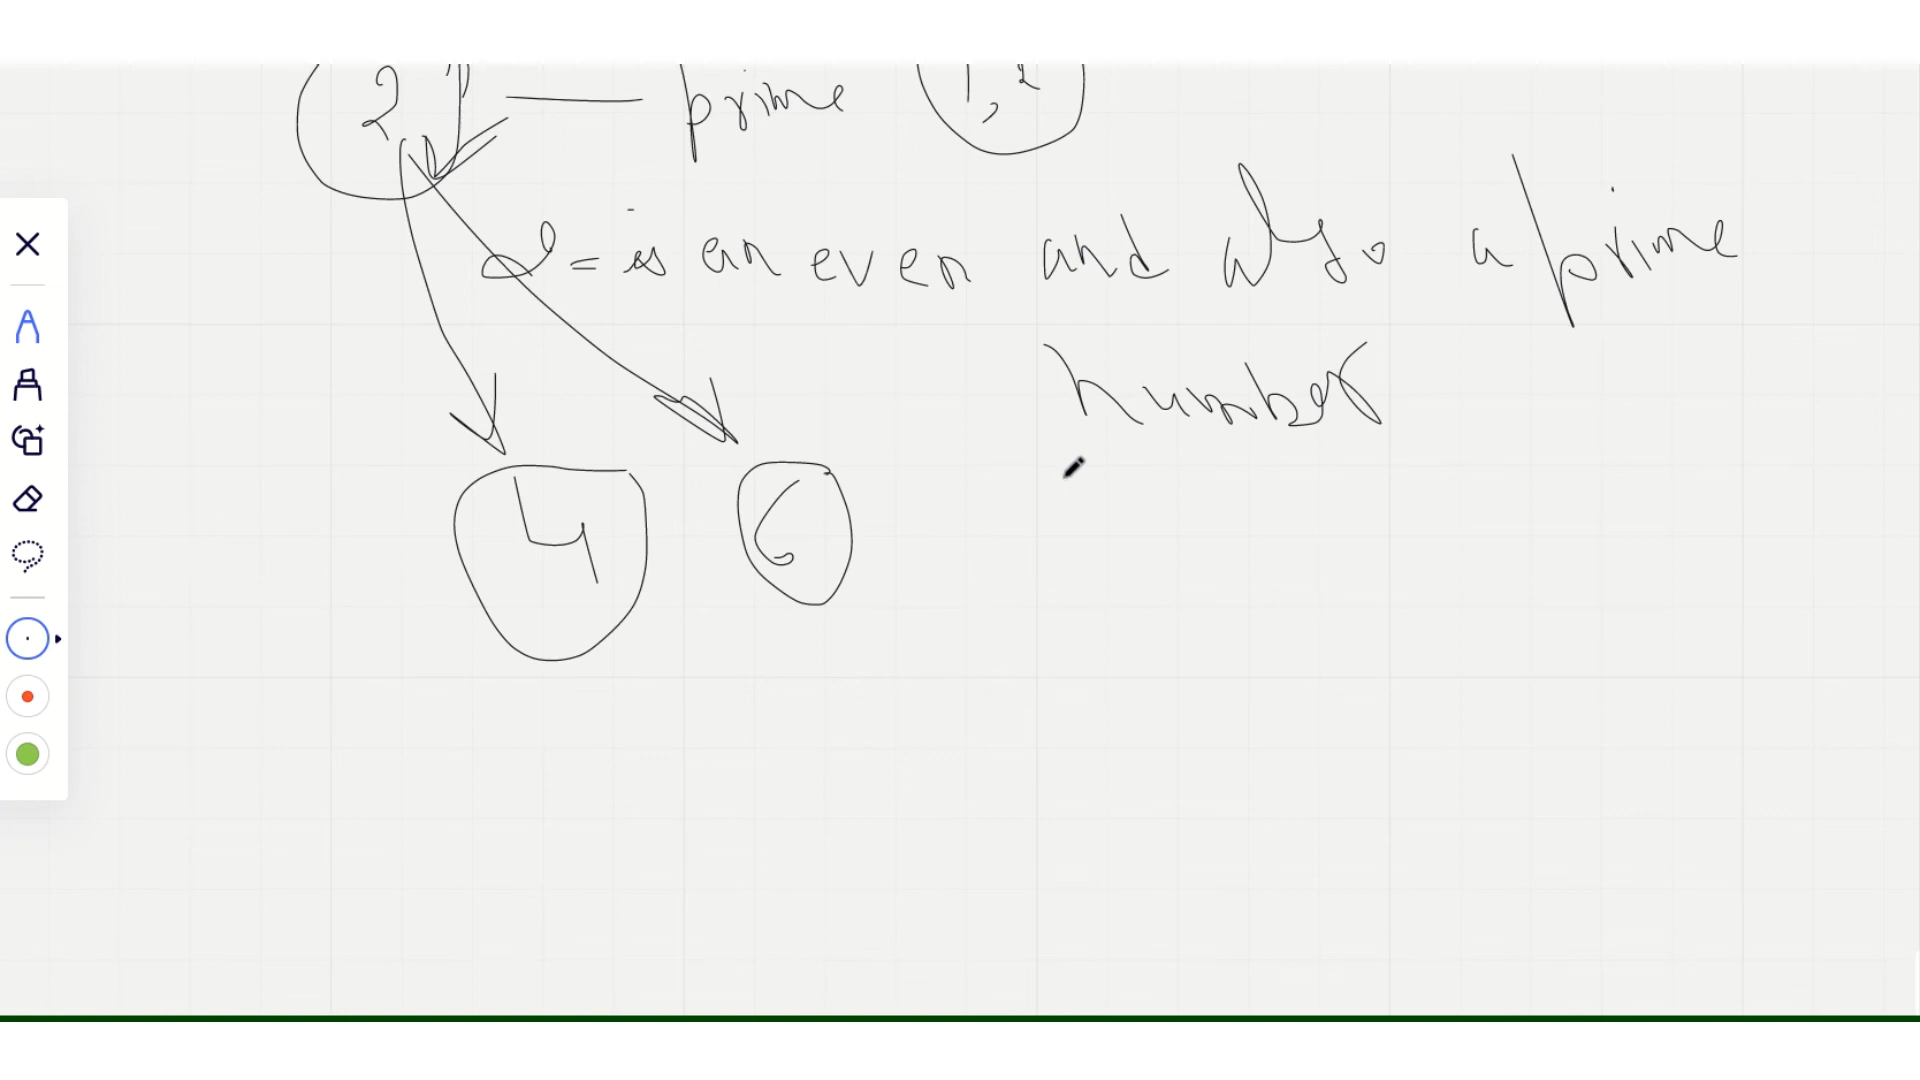 2 — prime 1, 2
2 = is an even and also a prime
number
4 6